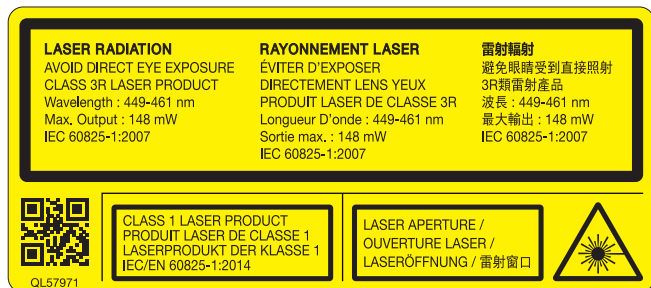 LASER RADIATION
AVOID DIRECT EYE EXPOSURE
CLASS 3R LASER PRODUCT
Wavelength : 449-461 nm
Max. Output : 148 mW
IEC 60825-1:2007
RAYONNEMENT LASER
ÉVITER D'EXPOSER
DIRECTEMENT LENS YEUX
PRODUIT LASER DE CLASSE 3R
Longueur D'onde : 449-461 nm
Sortie max. : 148 mW
IEC 60825-1:2007
雷射輻射
避免眼睛受到直接照射
3R類雷射產品
波長 : 449-461 nm
最大輸出 : 148 mW
IEC 60825-1:2007
QL57971
CLASS 1 LASER PRODUCT
PRODUIT LASER DE CLASSE 1
LASERPRODUKT DER KLASSE 1
IEC/EN 60825-1:2014
LASER APERTURE /
OUVERTURE LASER /
LASERÖFFNUNG / 雷射窗口